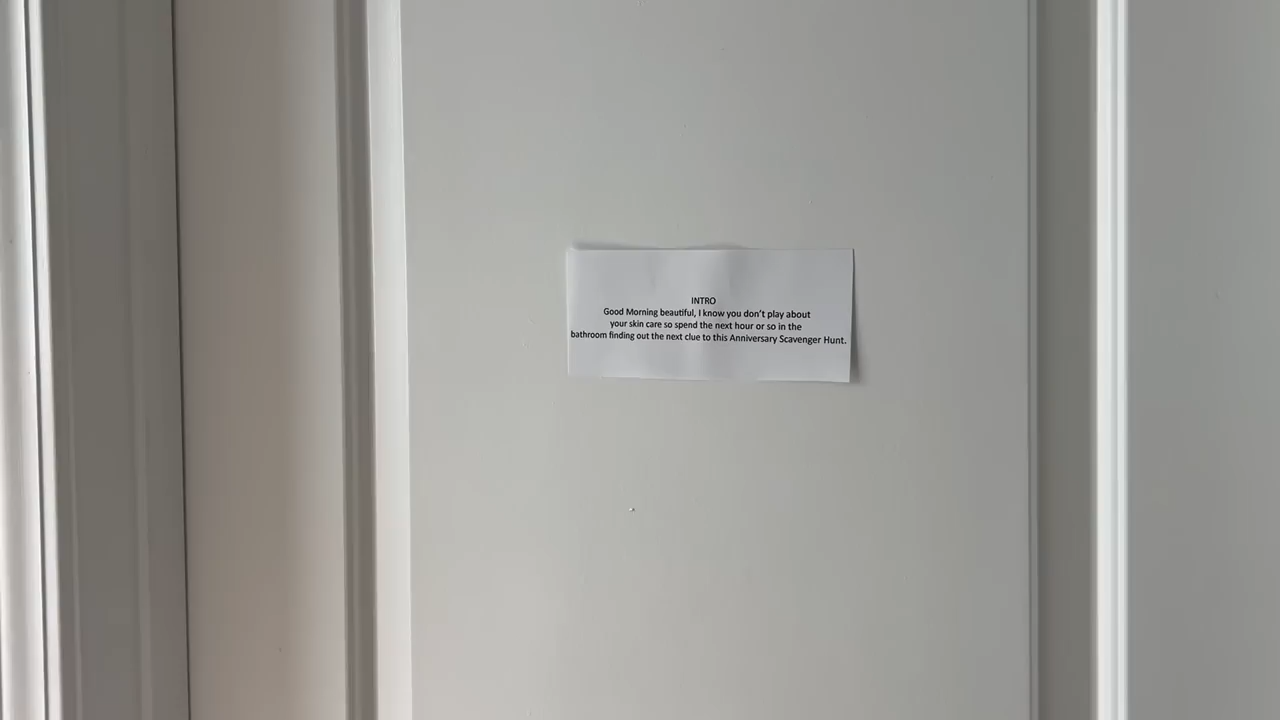 INTRO
Good Morning beautiful, I know you don't play about
your skin care so spend the next hour or so in the
bathroom finding out the next clue to this Anniversary Scavenger Hunt.